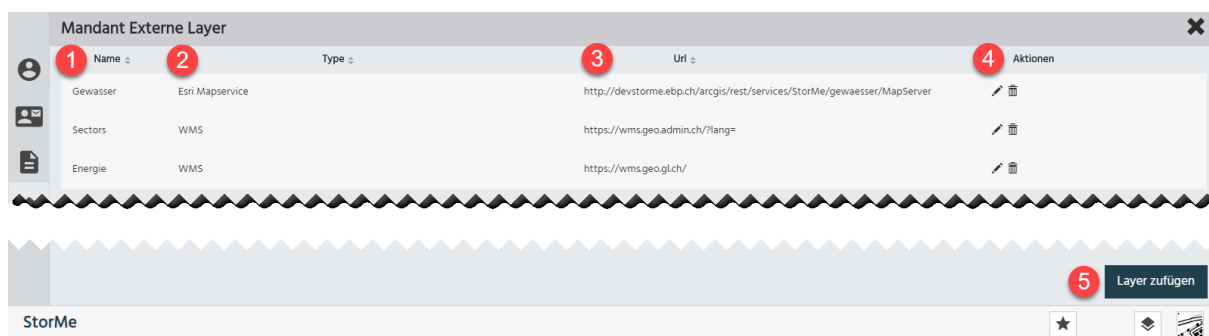 Mandant Externe Layer
1 Name 2 Type 3 Url 4 Aktionen
Gewasser Esri Mapservice http://devstorme.ebp.ch/arcgis/rest/services/StorMe/gewaesser/MapServer
Sectors WMS https://wms.geo.admin.ch/?lang=
Energie WMS https://wms.geo.gl.ch/
5 Layer zufügen
StorMe